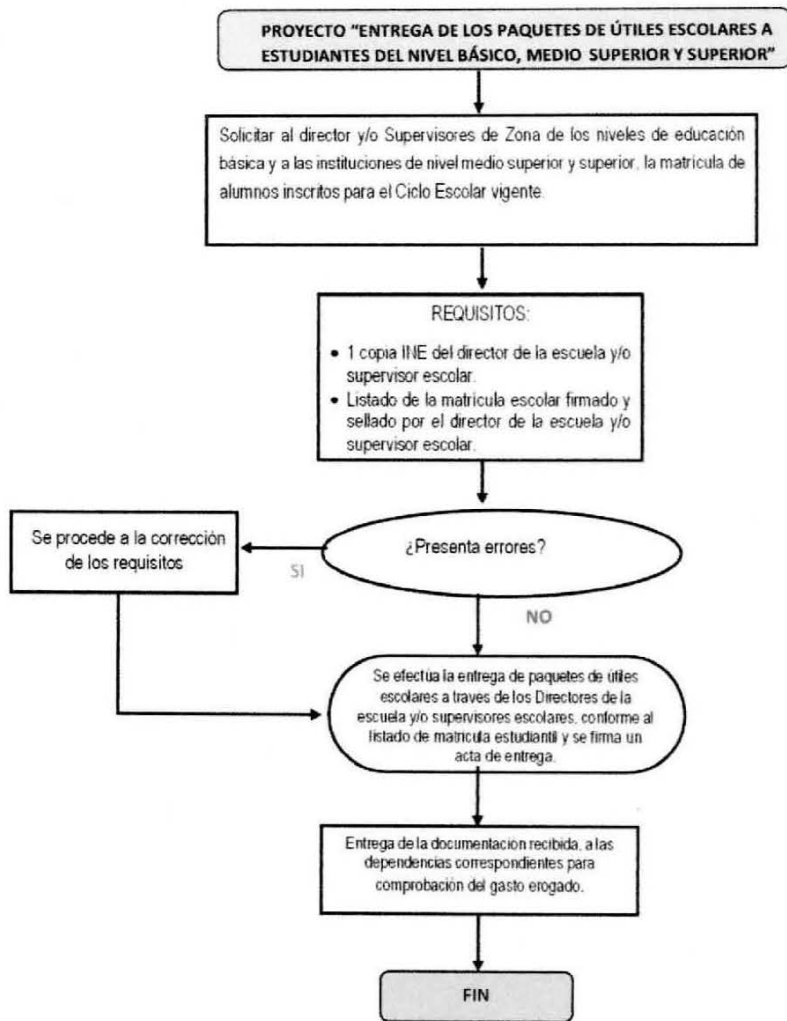 PROYECTO “ENTREGA DE LOS PAQUETES DE ÚTILES ESCOLARES A
ESTUDIANTES DEL NIVEL BÁSICO, MEDIO SUPERIOR Y SUPERIOR”
Solicitar al director y/o Supervisores de Zona de los niveles de educación
básica y a las instituciones de nivel medio superior y superior, la matricula de
alumnos inscritos para el Ciclo Escolar vigente.
REQUISITOS:
• 1 copia INE del director de la escuela y/o
supervisor escolar.
• Listado de la matricula escolar firmado y
sellado por el director de la escuela y/o
supervisor escolar.
¿Presenta errores?
SI
Se procede a la corrección
de los requisitos
NO
Se efectúa la entrega de paquetes de útiles
escolares a traves de los Directores de la
escuela y/o supervisores escolares, conforme al
listado de matricula estudiantil y se firma un
acta de entrega.
Entrega de la documentación recibida, a las
dependencias correspondientes para
comprobación del gasto erogado.
FIN